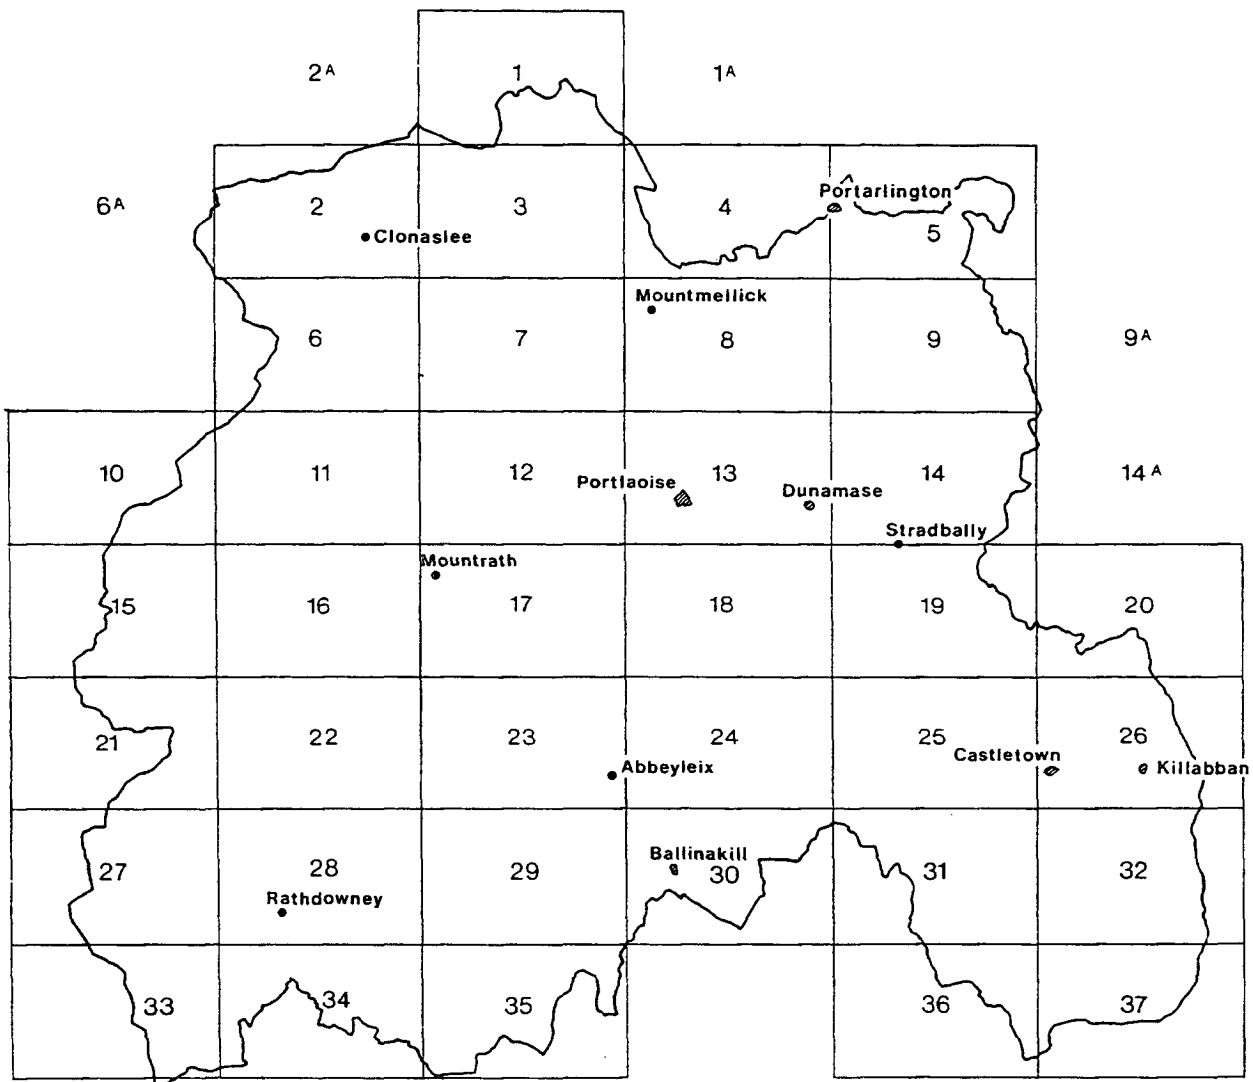 2A 1 1A
6A 2 3 4 Portarlington
Clonaslee 5
Mountmellick
6 7 8 9 9A
10 11 12 13 14 14A
Portlaoise Dunamase
Stradbally
Mountrath
15 16 17 18 19 20
21 22 23 24 25 26
Abbeyleix Castletown Killabban
Ballinakill
27 28 29 30 31 32
Rathdowney
33 34 35 36 37